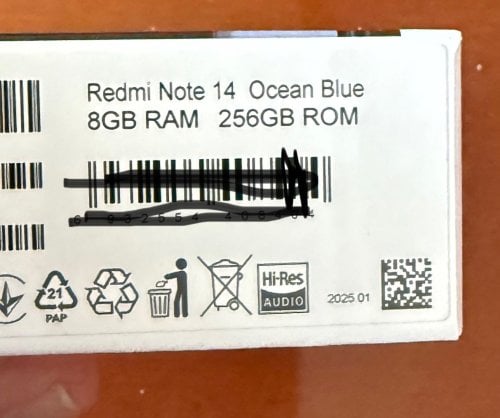 Redmi Note 14 Ocean Blue
8GB RAM 256GB ROM
21
PAP
Hi-Res
AUDIO
2025 01